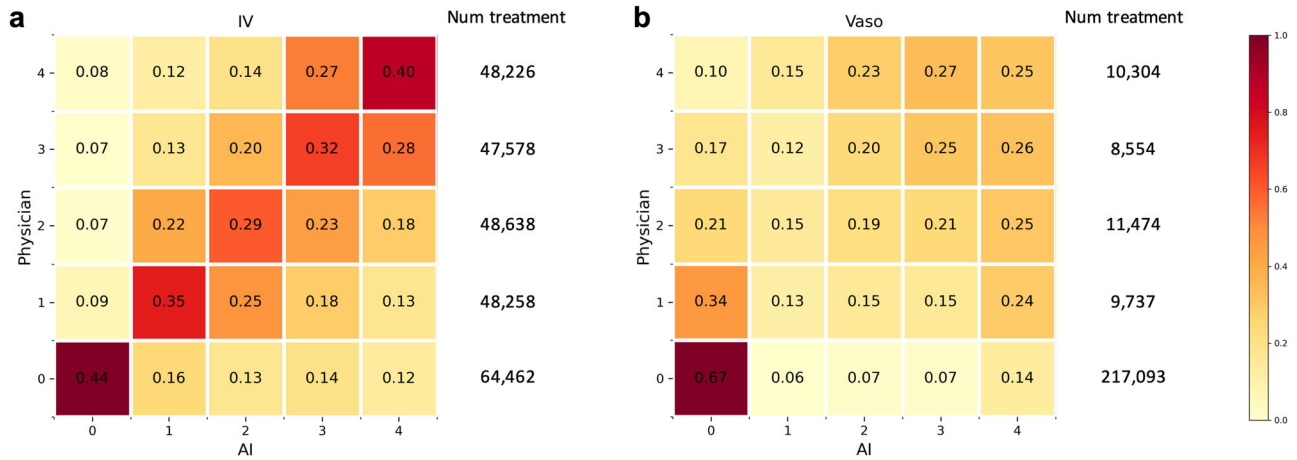 a
IV
Num treatment
4 0.08 0.12 0.14 0.27 0.40 48,226
3 0.07 0.13 0.20 0.32 0.28 47,578
2 0.07 0.22 0.29 0.23 0.18 48,638
1 0.09 0.35 0.25 0.18 0.13 48,258
0 0.44 0.16 0.13 0.14 0.12 64,462
0 1 2 3 4
Physician
AI
b
Vaso
Num treatment
4 0.10 0.15 0.23 0.27 0.25 10,304
3 0.17 0.12 0.20 0.25 0.26 8,554
2 0.21 0.15 0.19 0.21 0.25 11,474
1 0.34 0.13 0.15 0.15 0.24 9,737
0 0.67 0.06 0.07 0.07 0.14 217,093
0 1 2 3 4
Physician
AI
1.0
0.8
0.6
0.4
0.2
0.0